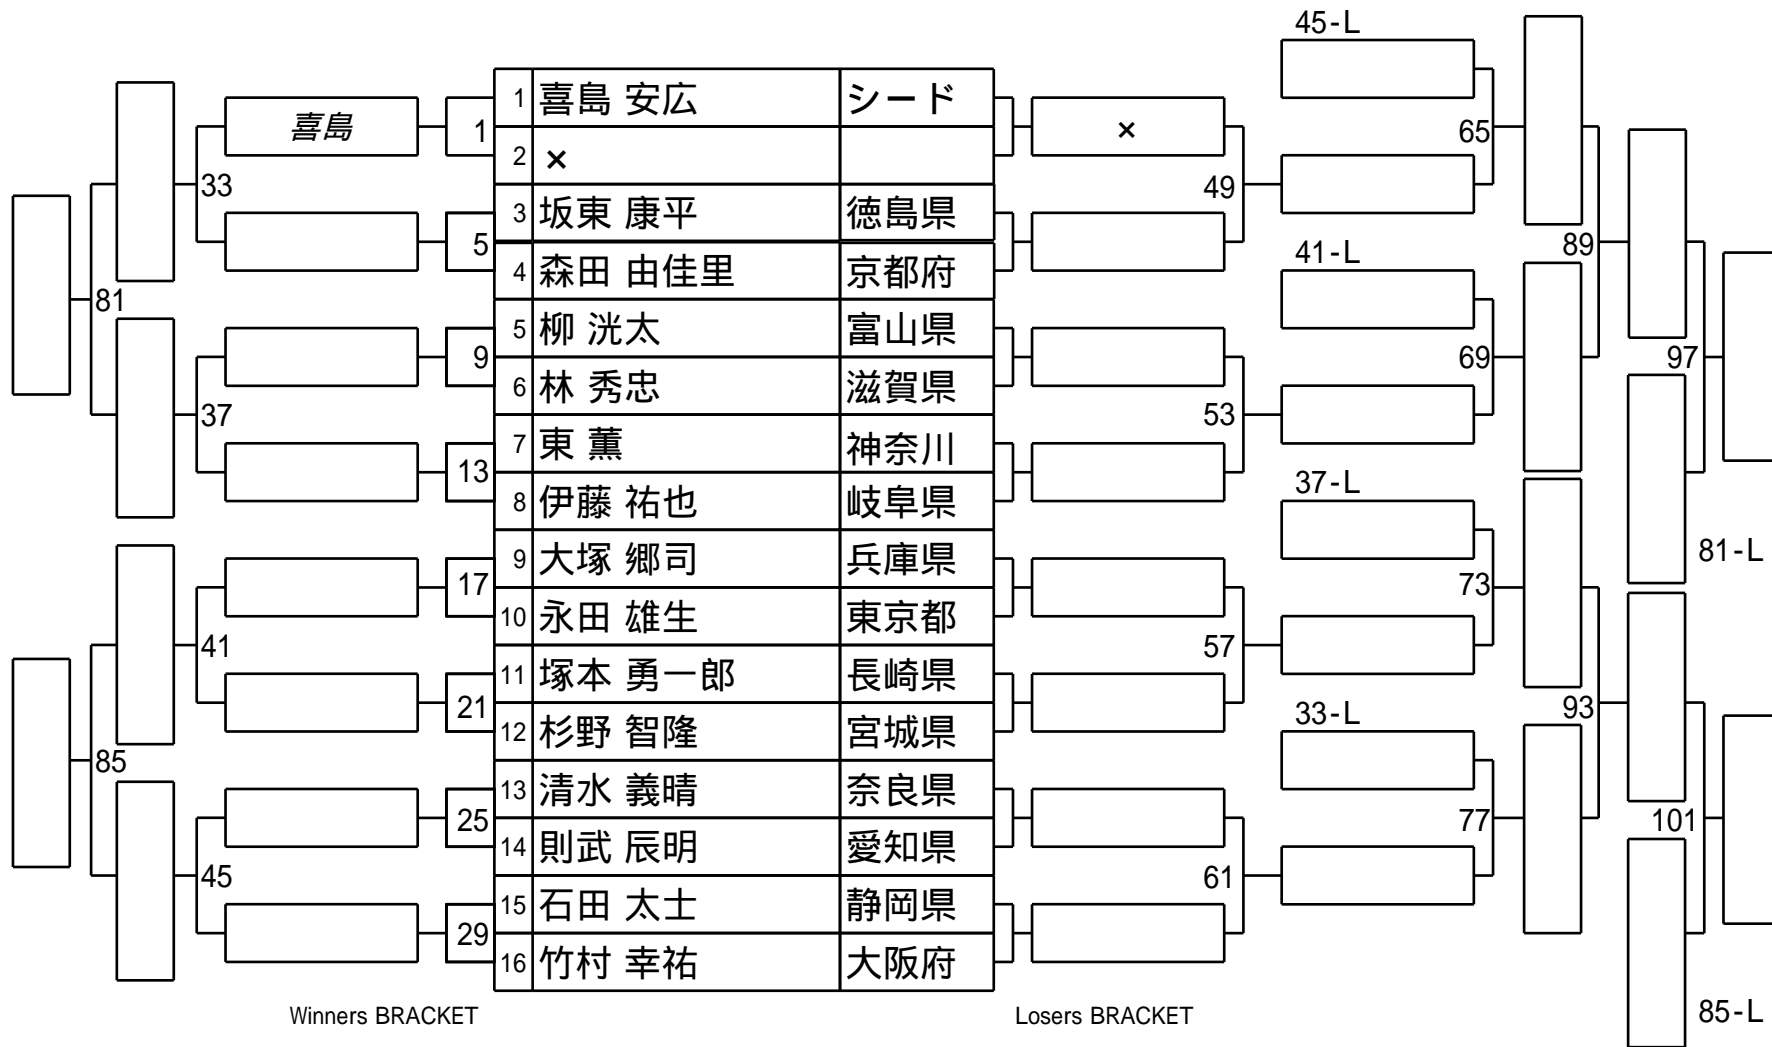 45-L
1 喜島 安広 シード
喜島 1 × 65
2 ×
33 49
3 坂東 康平 徳島県
5 89
4 森田 由佳里 京都府 41-L
81
5 柳 洸太 富山県
9 69 97
6 林 秀忠 滋賀県
37 53
7 東 薫 神奈川
13 37-L
8 伊藤 祐也 岐阜県
81-L
9 大塚 郷司 兵庫県
17 73
10 永田 雄生 東京都
41 57
11 塚本 勇一郎 長崎県
21 33-L 93
12 杉野 智隆 宮城県
85
13 清水 義晴 奈良県
25 77 101
14 則武 辰明 愛知県
45 61
15 石田 太士 静岡県
29
16 竹村 幸祐 大阪府
Winners BRACKET Losers BRACKET 85-L